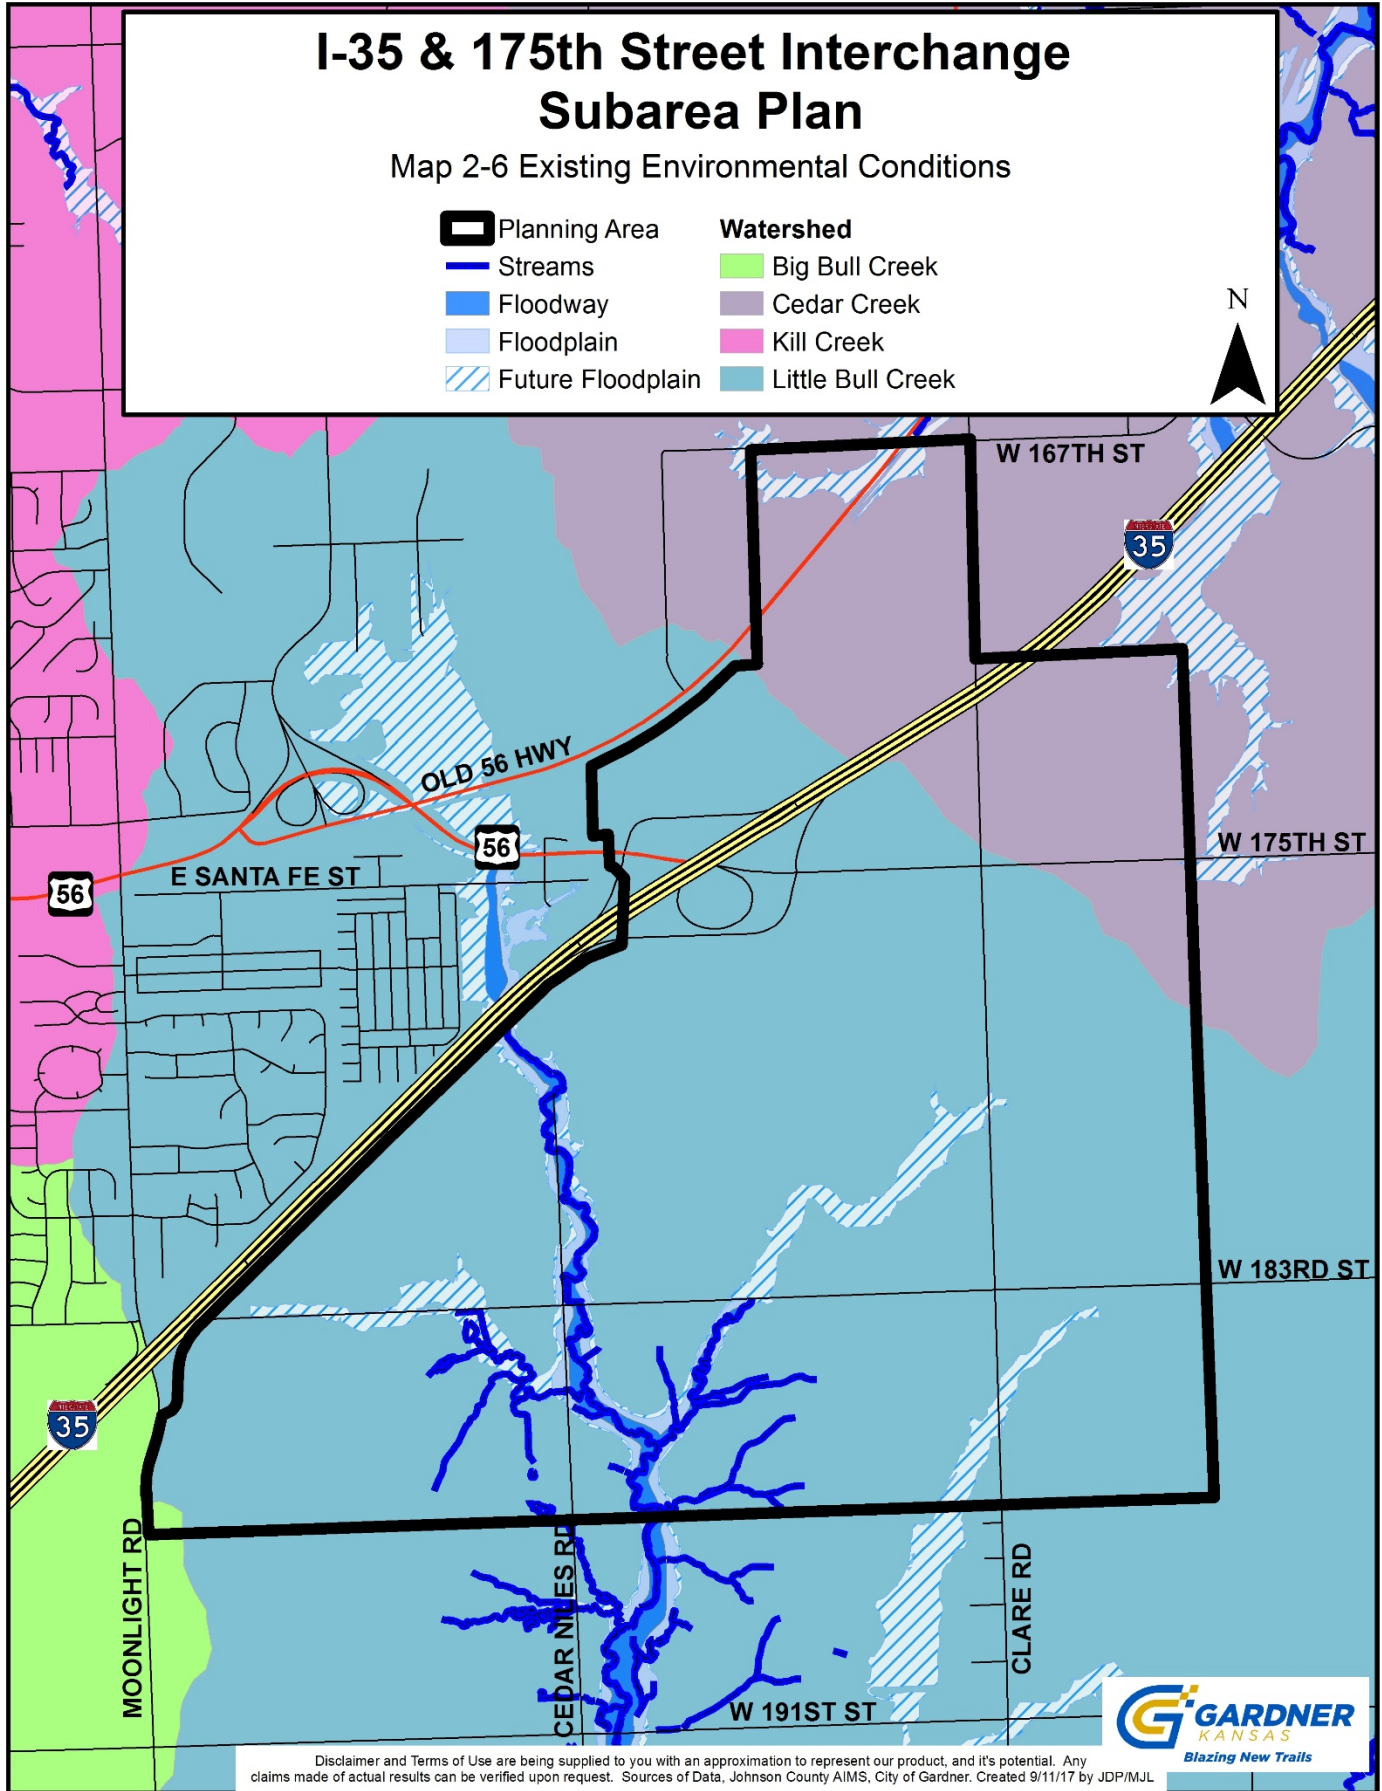 I-35 & 175th Street Interchange
Subarea Plan
Map 2-6 Existing Environmental Conditions
Planning Area
Streams
Floodway
Floodplain
Future Floodplain
Watershed
Big Bull Creek
Cedar Creek
Kill Creek
Little Bull Creek
N
W 167TH ST
35
OLD 56 HWY
56
W 175TH ST
E SANTA FE ST
56
W 183RD ST
35
MOONLIGHT RD
CEDAR NILES RD
CLARE RD
W 191ST ST
GARDNER
KANSAS
Blazing New Trails
Disclaimer and Terms of Use are being supplied to you with an approximation to represent our product, and it's potential. Any
claims made of actual results can be verified upon request. Sources of Data, Johnson County AIMS, City of Gardner. Created 9/11/17 by JDP/MJL